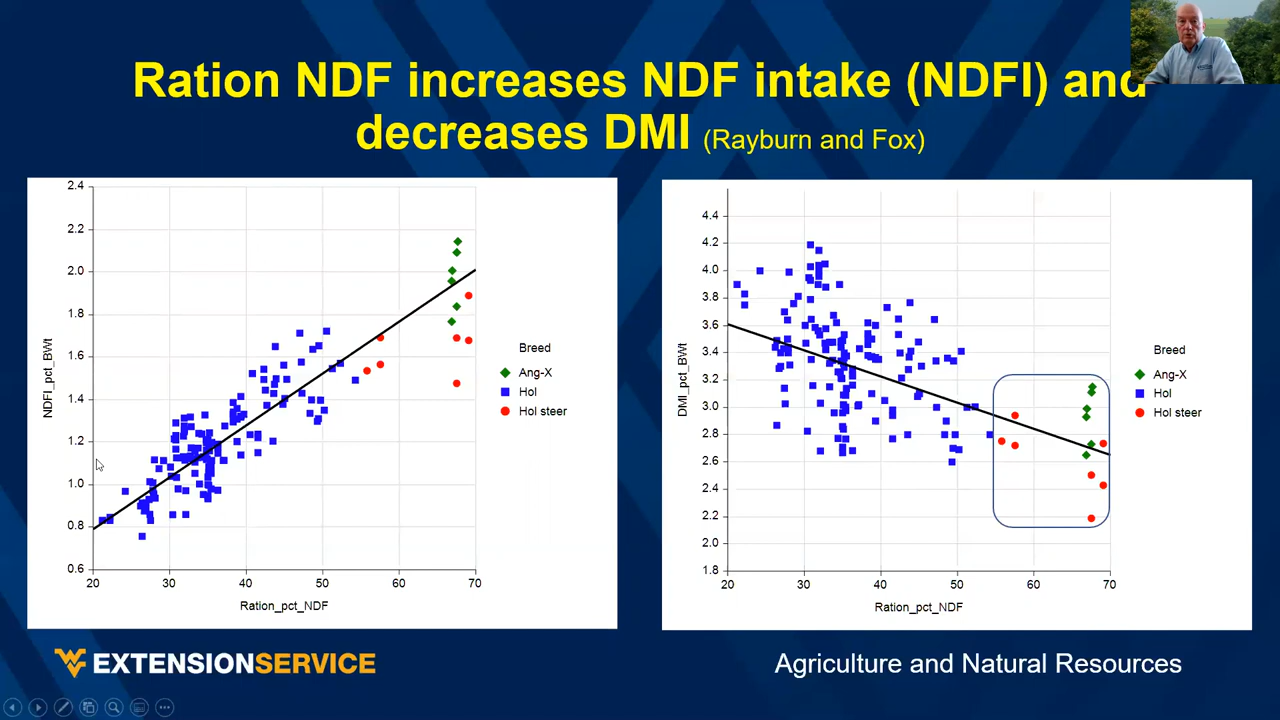 Ration NDF increases NDF intake (NDFI) and
decreases DMI (Rayburn and Fox)
2.4
2.2
2.0
1.8
1.6
1.4
1.2
1.0
0.8
0.6
NDFI_pct_BWt
20 30 40 50 60 70
Ration_pct_NDF
Breed
Ang-X
Hol
Hol steer
4.4
4.2
4.0
3.8
3.6
3.4
3.2
3.0
2.8
2.6
2.4
2.2
2.0
1.8
DMI_pct_BWt
20 30 40 50 60 70
Ration_pct_NDF
Breed
Ang-X
Hol
Hol steer
WV EXTENSIONSERVICE
Agriculture and Natural Resources